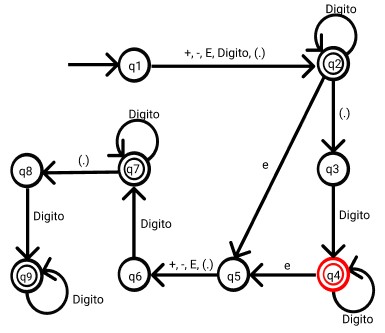 Digito
+, -, E, Digito, (.)
q1
q2
(.)
Digito
e
(.)
q8
q7
q3
Digito
Digito
Digito
+, -, E, (.)
e
q9
q6
q5
q4
Digito
Digito